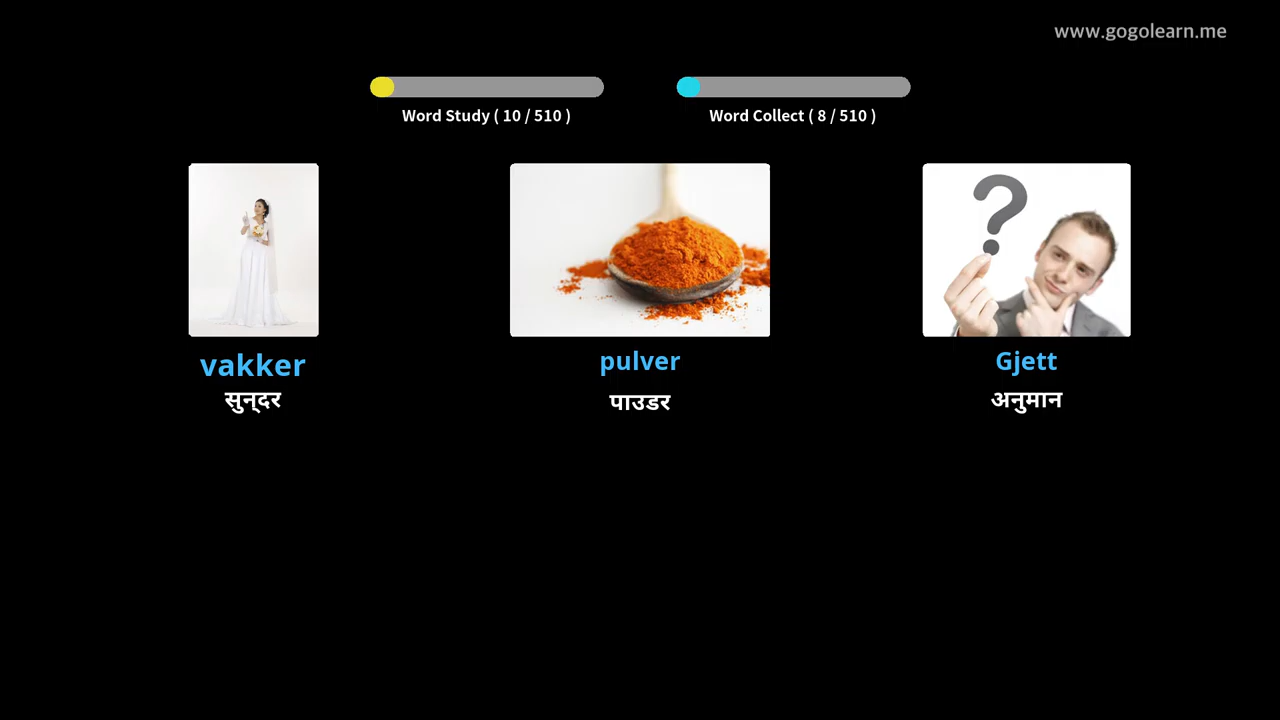 www.gogolearn.me
Word Study ( 10 / 510 )
Word Collect ( 8 / 510 )
vakker
pulver
Gjett
सुन्‌दर
पाउडर
अनुमान